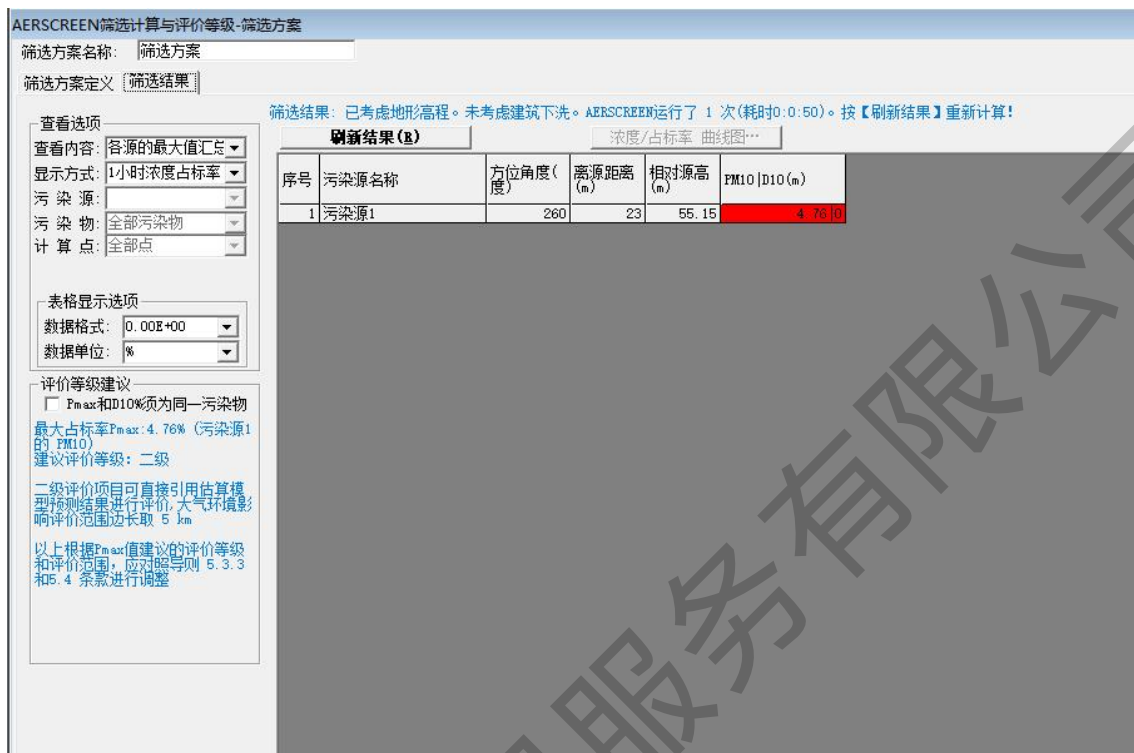 AERSCREEN筛选计算与评价等级-筛选方案
筛选方案名称: 筛选方案
筛选方案定义 筛选结果
筛选结果: 已考虑地形高程。未考虑建筑下洗。AERSCREEN运行了 1 次(耗时0:0:50)。按【刷新结果】重新计算!
查看选项
查看内容: 各源的最大值汇总
显示方式: 1小时浓度占标率
污 染 源:
污 染 物: 全部污染物
计 算 点: 全部点
表格显示选项
数据格式: 0.00E+00
数据单位: %
评价等级建议
Pmax和D10%须为同一污染物
最大占标率Pmax:4.76% (污染源1
的 PM10)
建议评价等级: 二级
二级评价项目可直接引用估算模
型预测结果进行评价,大气环境影
响评价范围边长取 5 km
以上根据Pmax值建议的评价等级
和评价范围，应对照导则 5.3.3
和5.4 条款进行调整
刷新结果(R) 浓度/占标率 曲线图…
序号 污染源名称 方位角度(度) 离源距离(m) 相对源高(m) PM10|D10(m)
1 污染源1 260 23 55.15 4.76|0
服务有限公司